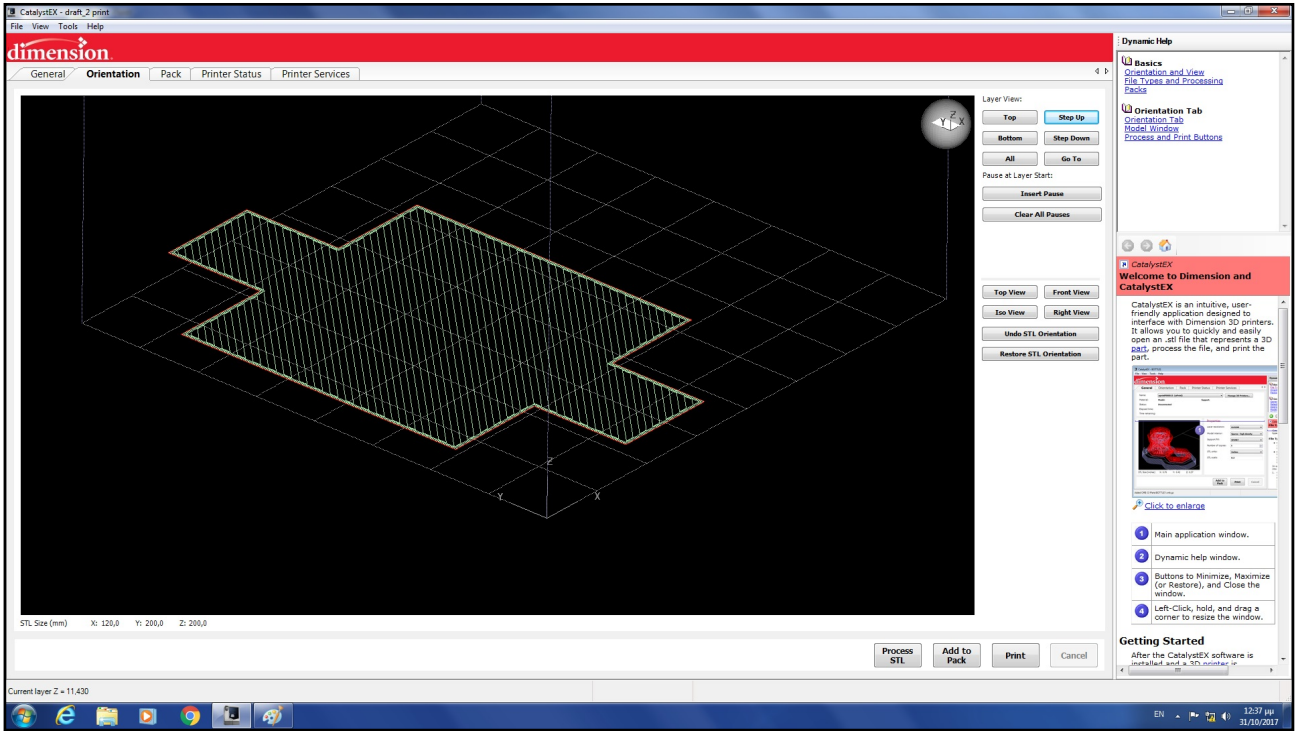 CatalystEX - draft_2 print
File View Tools Help
dimension
General Orientation Pack Printer Status Printer Services
Layer View:
Top Step Up
Bottom Step Down
All Go To
Pause at Layer Start:
Insert Pause
Clear All Pauses
Top View Front View
Iso View Right View
Undo STL Orientation
Restore STL Orientation
Y Z X
Z
Y X
STL Size (mm) X: 120,0 Y: 200,0 Z: 200,0
Process STL Add to Pack Print Cancel
Current layer Z = 11,430
Dynamic Help
Basics
Orientation and View
File Types and Processing
Packs
Orientation Tab
Orientation Tab
Model Window
Process and Print Buttons
CatalystEX
Welcome to Dimension and
CatalystEX
CatalystEX is an intuitive, user-
friendly application designed to
interface with Dimension 3D printers.
It allows you to quickly and easily
open an .stl file that represents a 3D
part, process the file, and print the
part.
Click to enlarge
1 Main application window.
2 Dynamic help window.
3 Buttons to Minimize, Maximize
(or Restore), and Close the
window.
4 Left-Click, hold, and drag a
corner to resize the window.
Getting Started
After the CatalystEX software is
installed and a 3D printer is
EN 12:37 μμ
31/10/2017